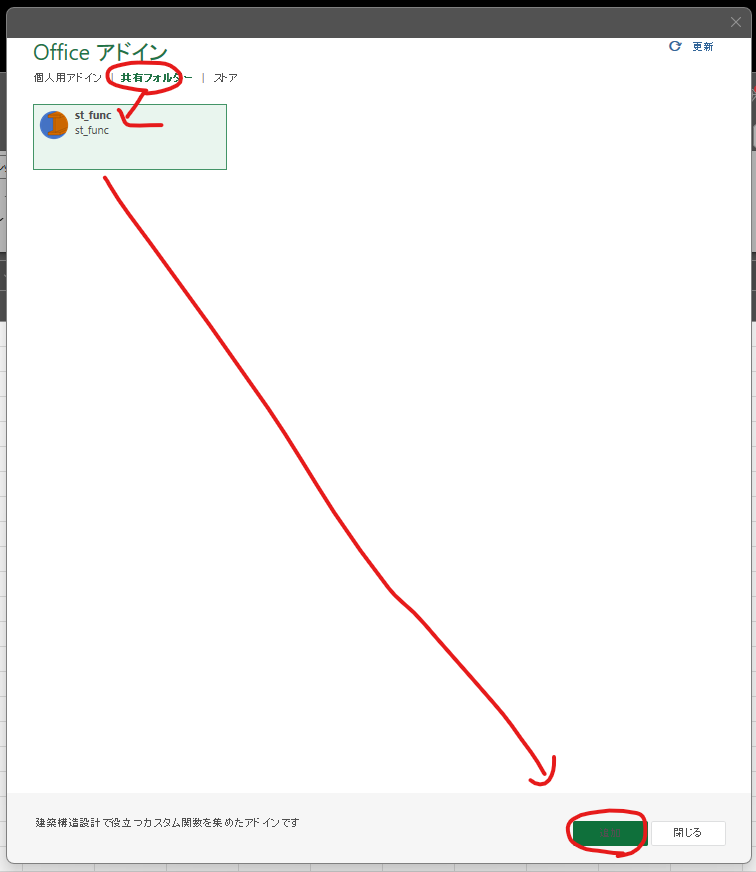 Office アドイン
更新
個人用アドイン | 共有フォルダー | ストア
st_func
st_func
建築構造設計で役立つカスタム関数を集めたアドインです
閉じる